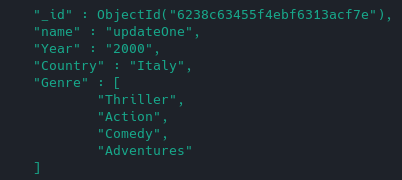 "_id" : ObjectId("6238c63455f4ebf6313acf7e"),
"name" : "updateOne",
"Year" : "2000",
"Country" : "Italy",
"Genre" : [
"Thriller",
"Action",
"Comedy",
"Adventures"
]